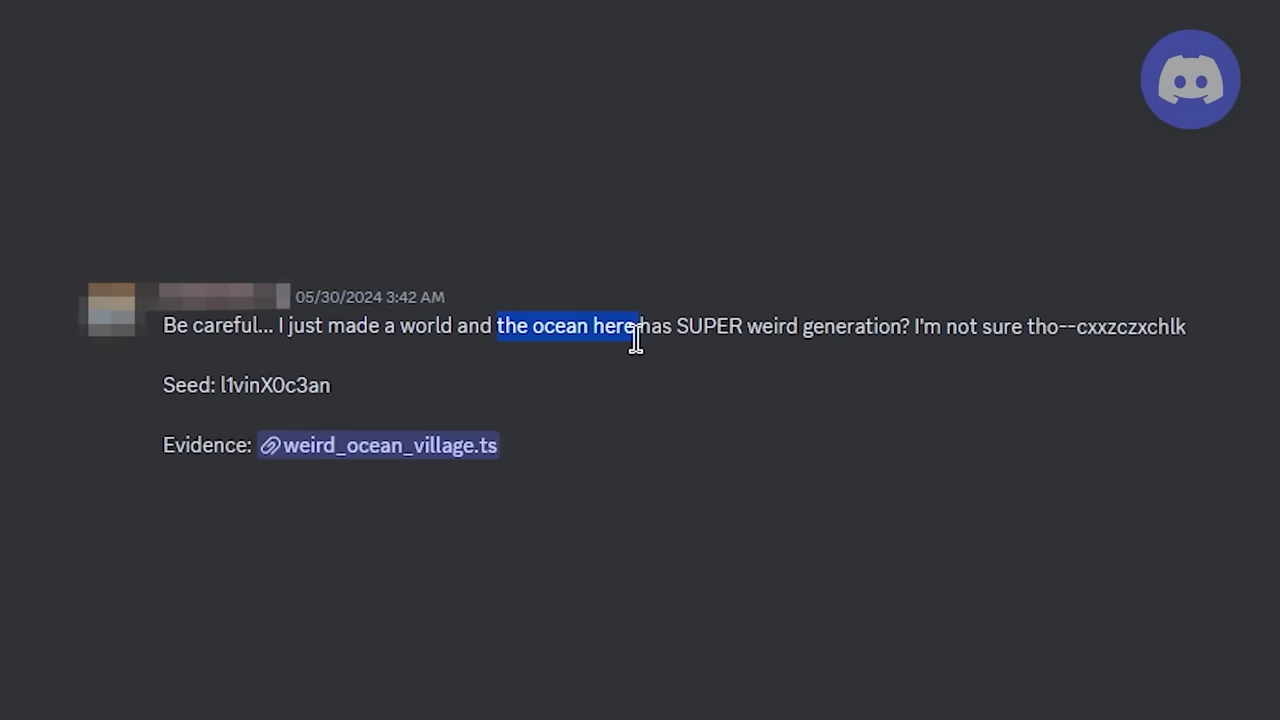 05/30/2024 3:42 AM
Be careful... I just made a world and the ocean here has SUPER weird generation? I'm not sure tho--cxxzczxchlk
Seed: l1vinX0c3an
Evidence: weird_ocean_village.ts